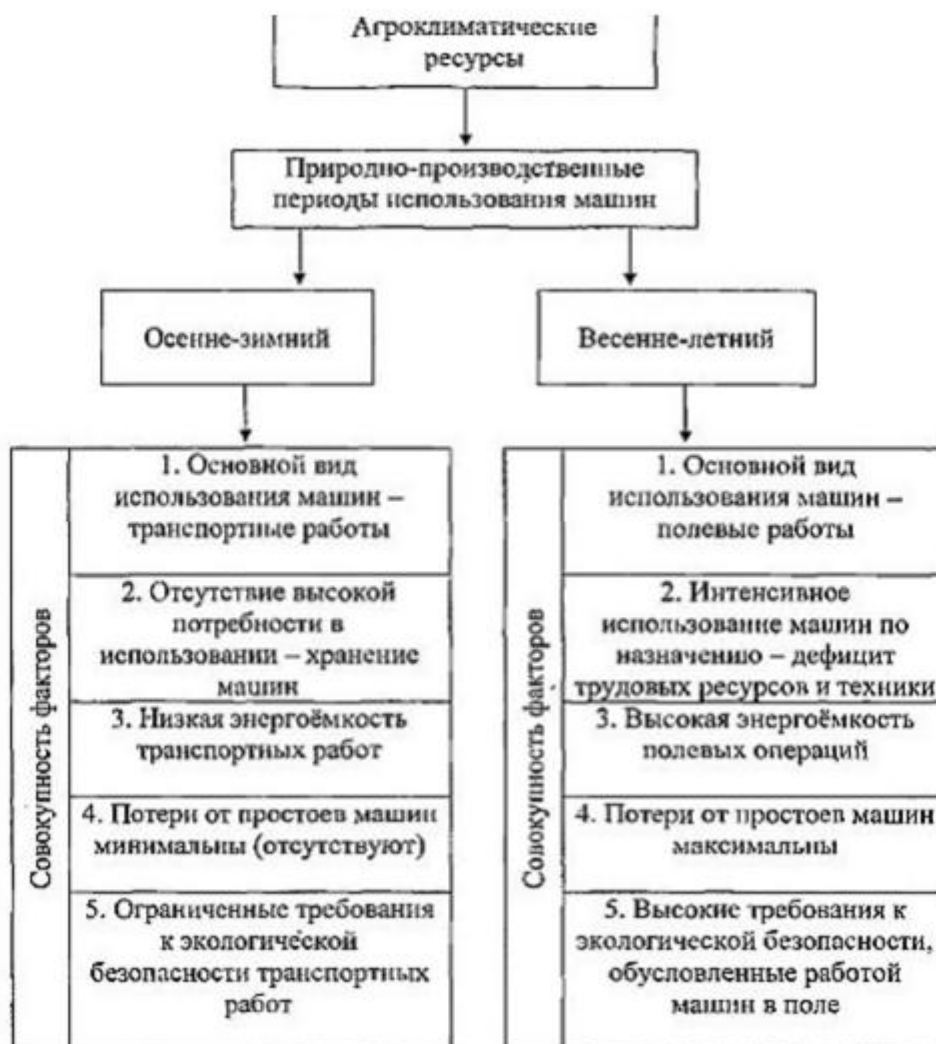 Агроклиматические
ресурсы
Природно-производственные
периоды использования машин
Осенне-зимний
Весенне-летний
Совокупность факторов
1. Основной вид
использования машин –
транспортные работы
2. Отсутствие высокой
потребности в
использовании – хранение
машин
3. Низкая энергоёмкость
транспортных работ
4. Потери от простоев машин
минимальны (отсутствуют)
5. Ограниченные требования
к экологической
безопасности транспортных
работ
Совокупность факторов
1. Основной вид
использования машин –
полевые работы
2. Интенсивное
использование машин по
назначению – дефицит
трудовых ресурсов и техники
3. Высокая энергоёмкость
полевых операций
4. Потери от простоев машин
максимальны
5. Высокие требования к
экологической безопасности,
обусловленные работой
машин в поле